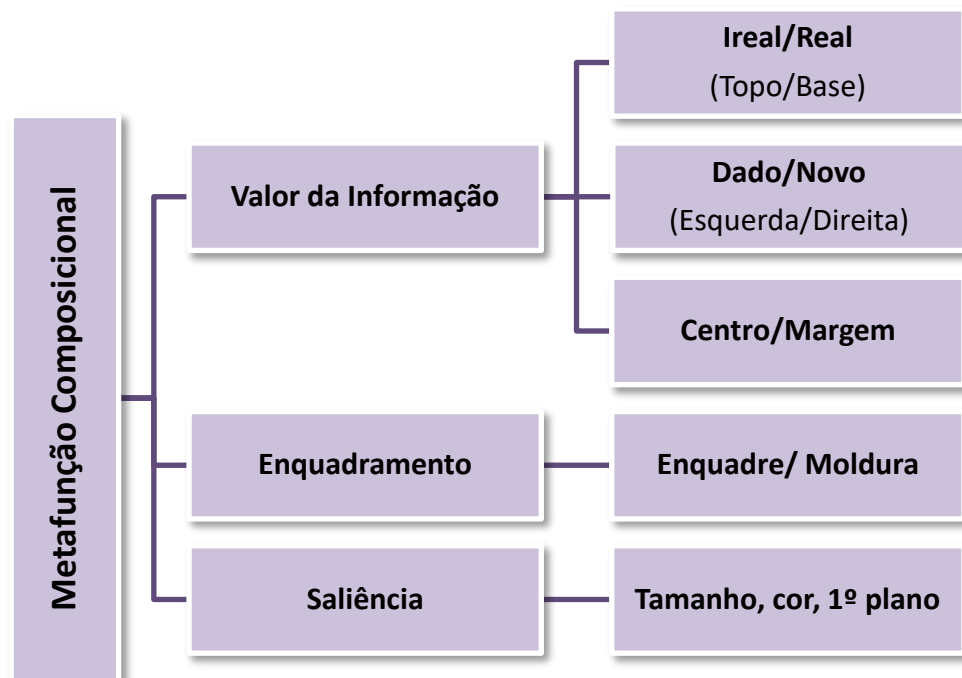 Metafunção Composicional
Valor da Informação
Ireal/Real
(Topo/Base)
Dado/Novo
(Esquerda/Direita)
Centro/Margem
Enquadramento
Enquadre/ Moldura
Saliência
Tamanho, cor, 1º plano